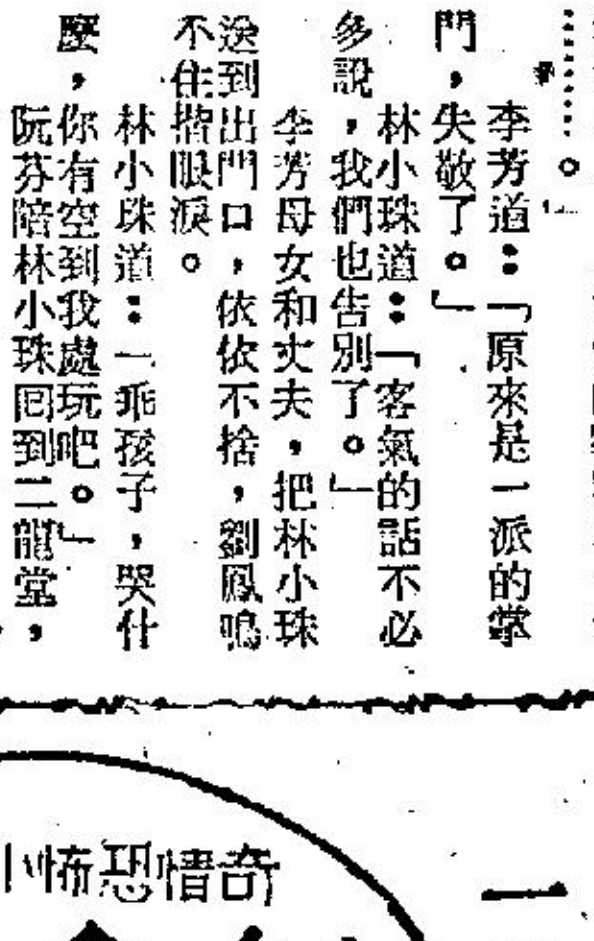 ……。」
李芳道：「原來是一派的掌
門，失敬了。」
林小珠道：「客氣的話不必
多說，我們也告別了。」
李芳母女和丈夫，把林小珠
送到出門口，依依不捨，劉鳳鳴
不住揩眼淚。
林小珠道：「乖孩子，哭什
麼，你有空到我處玩吧。」
阮芬陪林小珠囘到二龍堂，
奇情恐怖小